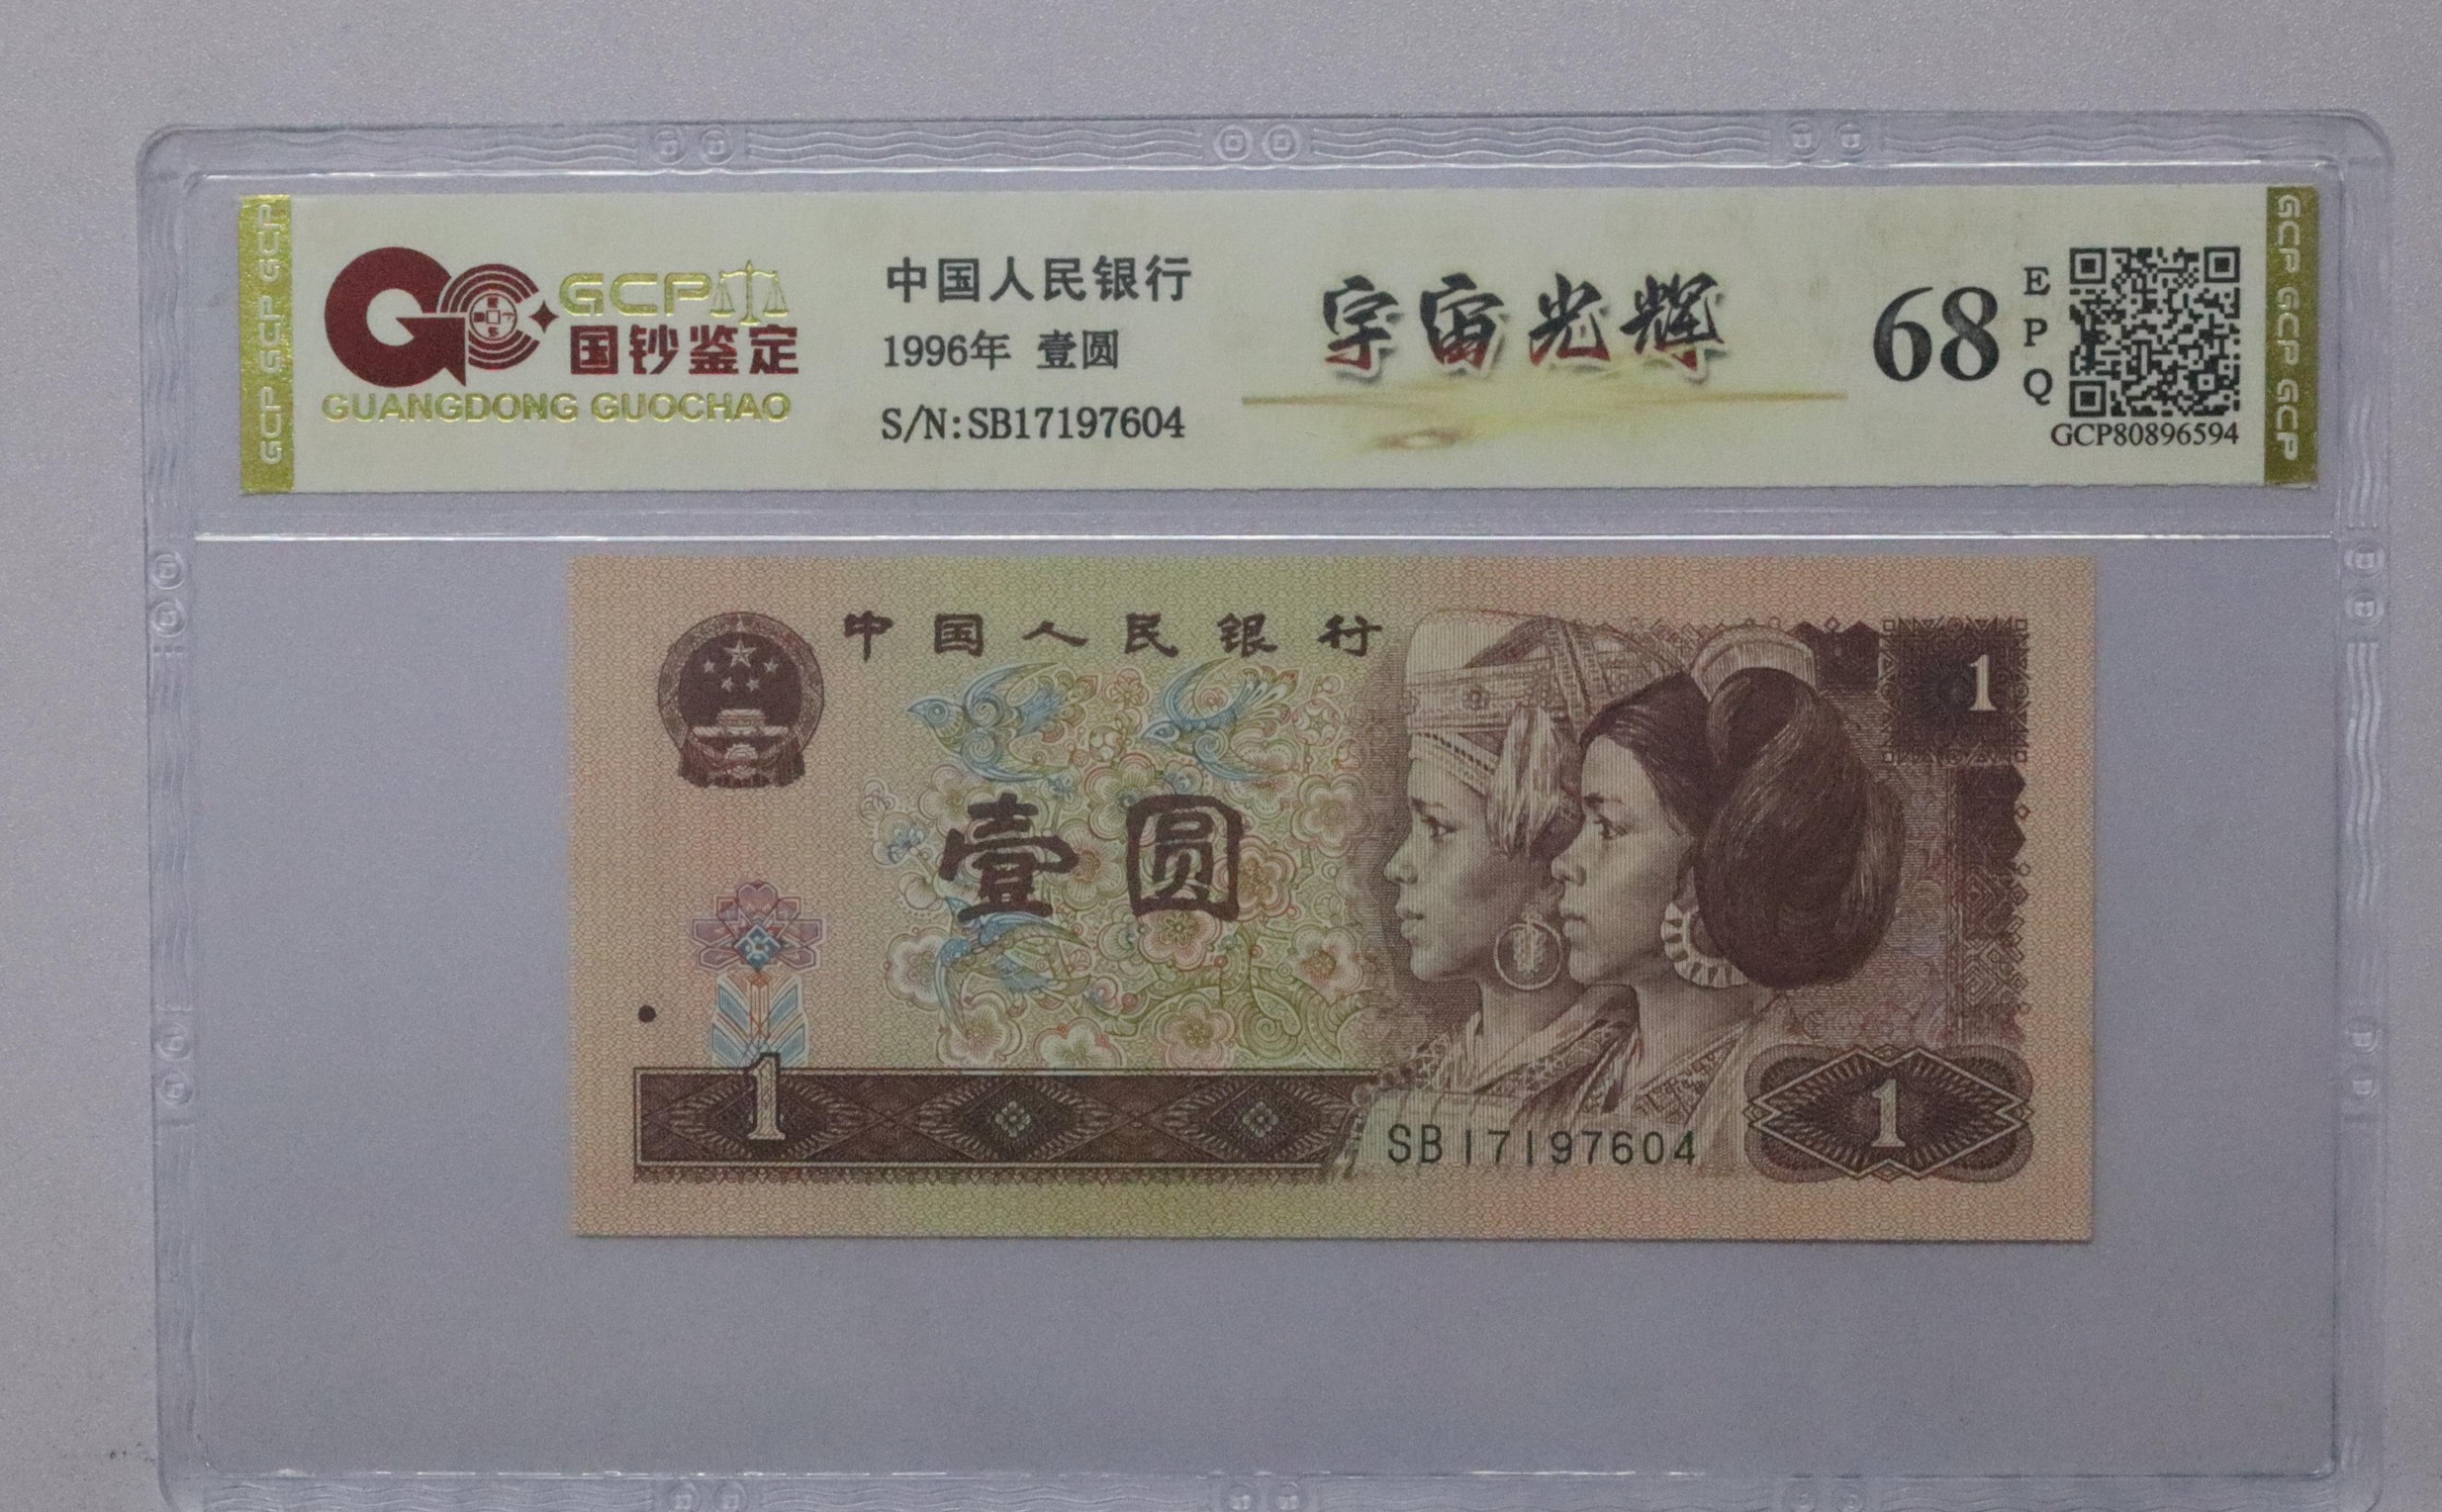 GCP GCP GCP
GCP
国钞鉴定
GUANGDONG GUOCHAO
中国人民银行
1996年 壹圆
S/N:SB17197604
宇宙光辉
68
E
P
Q
GCP80896594
GCP GCP GCP
中国人民银行
1
壹圆
1
SB17197604
1